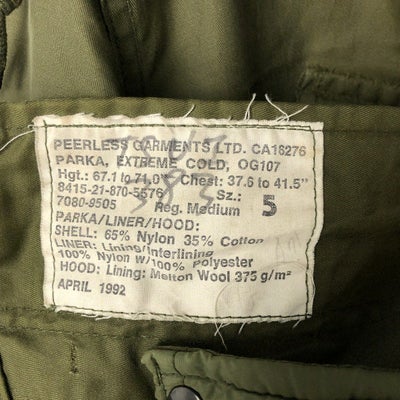 PEERLESS GARMENTS LTD. CA18276
PARKA, EXTREME COLD, OG107
Hgt.: 67.1 to 71.0" Chest: 37.6 to 41.5"
8415-21-870-5576 Sz.: 5
7080-9505 Reg. Medium
PARKA/LINER/HOOD:
SHELL: 65% Nylon 35% Cotton
LINER: Lining/Interlining
100% Nylon W/100% Polyester
HOOD: Lining: Melton Wool 375 g/m²
APRIL 1992